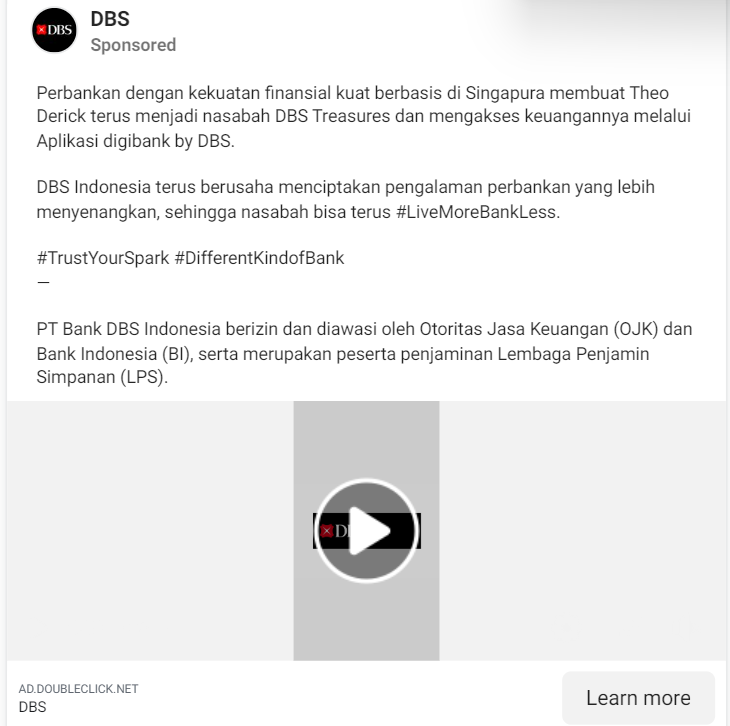 DBS
DBS
Sponsored
Perbankan dengan kekuatan finansial kuat berbasis di Singapura membuat Theo
Derick terus menjadi nasabah DBS Treasures dan mengakses keuangannya melalui
Aplikasi digibank by DBS.
DBS Indonesia terus berusaha menciptakan pengalaman perbankan yang lebih
menyenangkan, sehingga nasabah bisa terus #LiveMoreBankLess.
#TrustYourSpark #DifferentKindofBank
—
PT Bank DBS Indonesia berizin dan diawasi oleh Otoritas Jasa Keuangan (OJK) dan
Bank Indonesia (BI), serta merupakan peserta penjaminan Lembaga Penjamin
Simpanan (LPS).
AD.DOUBLECLICK.NET
DBS
Learn more